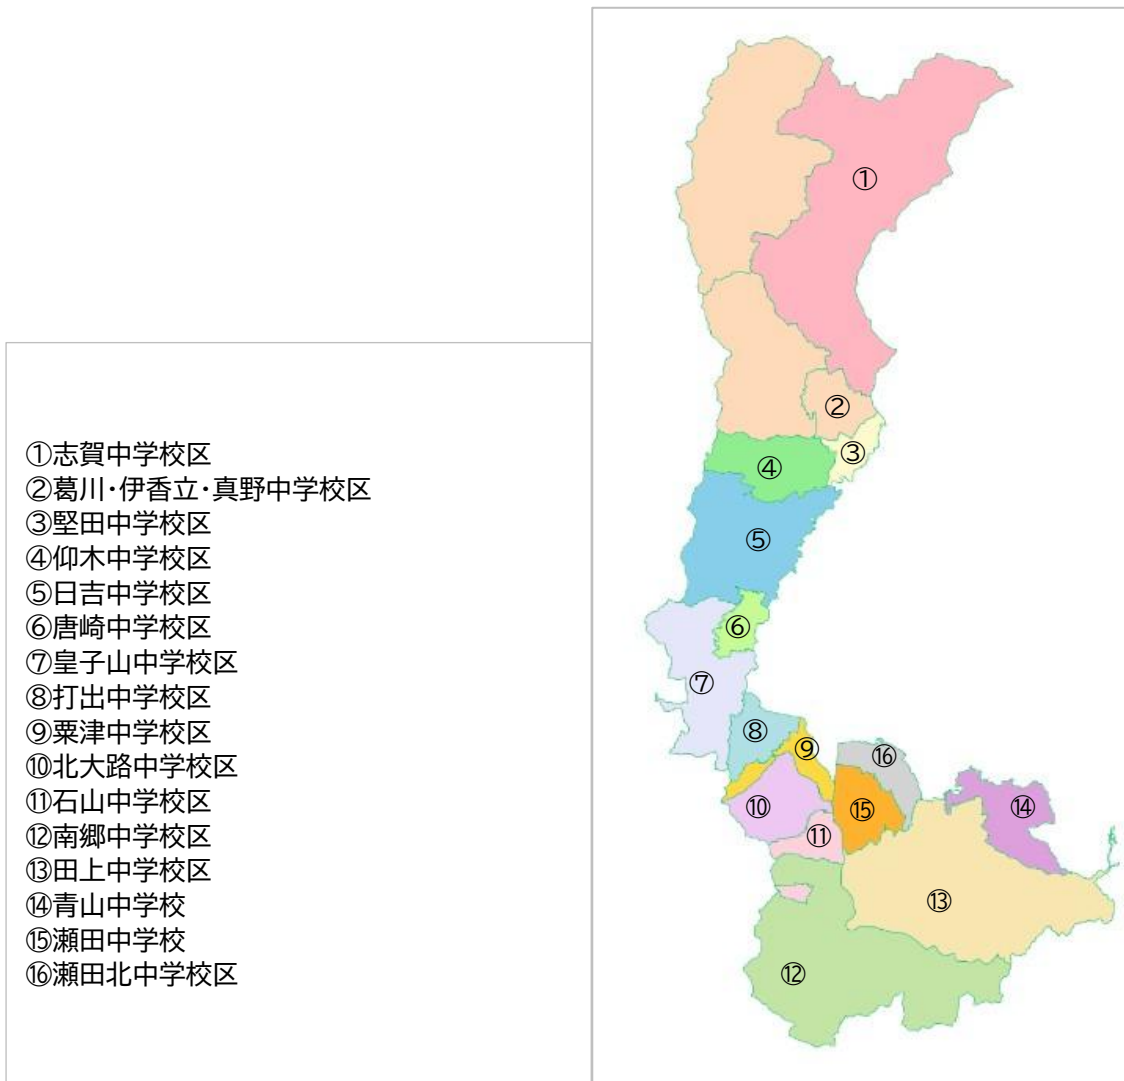 ①志賀中学校区
②葛川･伊香立･真野中学校区
③堅田中学校区
④仰木中学校区
⑤日吉中学校区
⑥唐崎中学校区
⑦皇子山中学校区
⑧打出中学校区
⑨粟津中学校区
⑩北大路中学校区
⑪石山中学校区
⑫南郷中学校区
⑬田上中学校区
⑭青山中学校
⑮瀬田中学校
⑯瀬田北中学校区
①
②
③
④
⑤
⑥
⑦
⑧
⑨
⑯
⑩
⑮
⑭
⑪
⑬
⑫